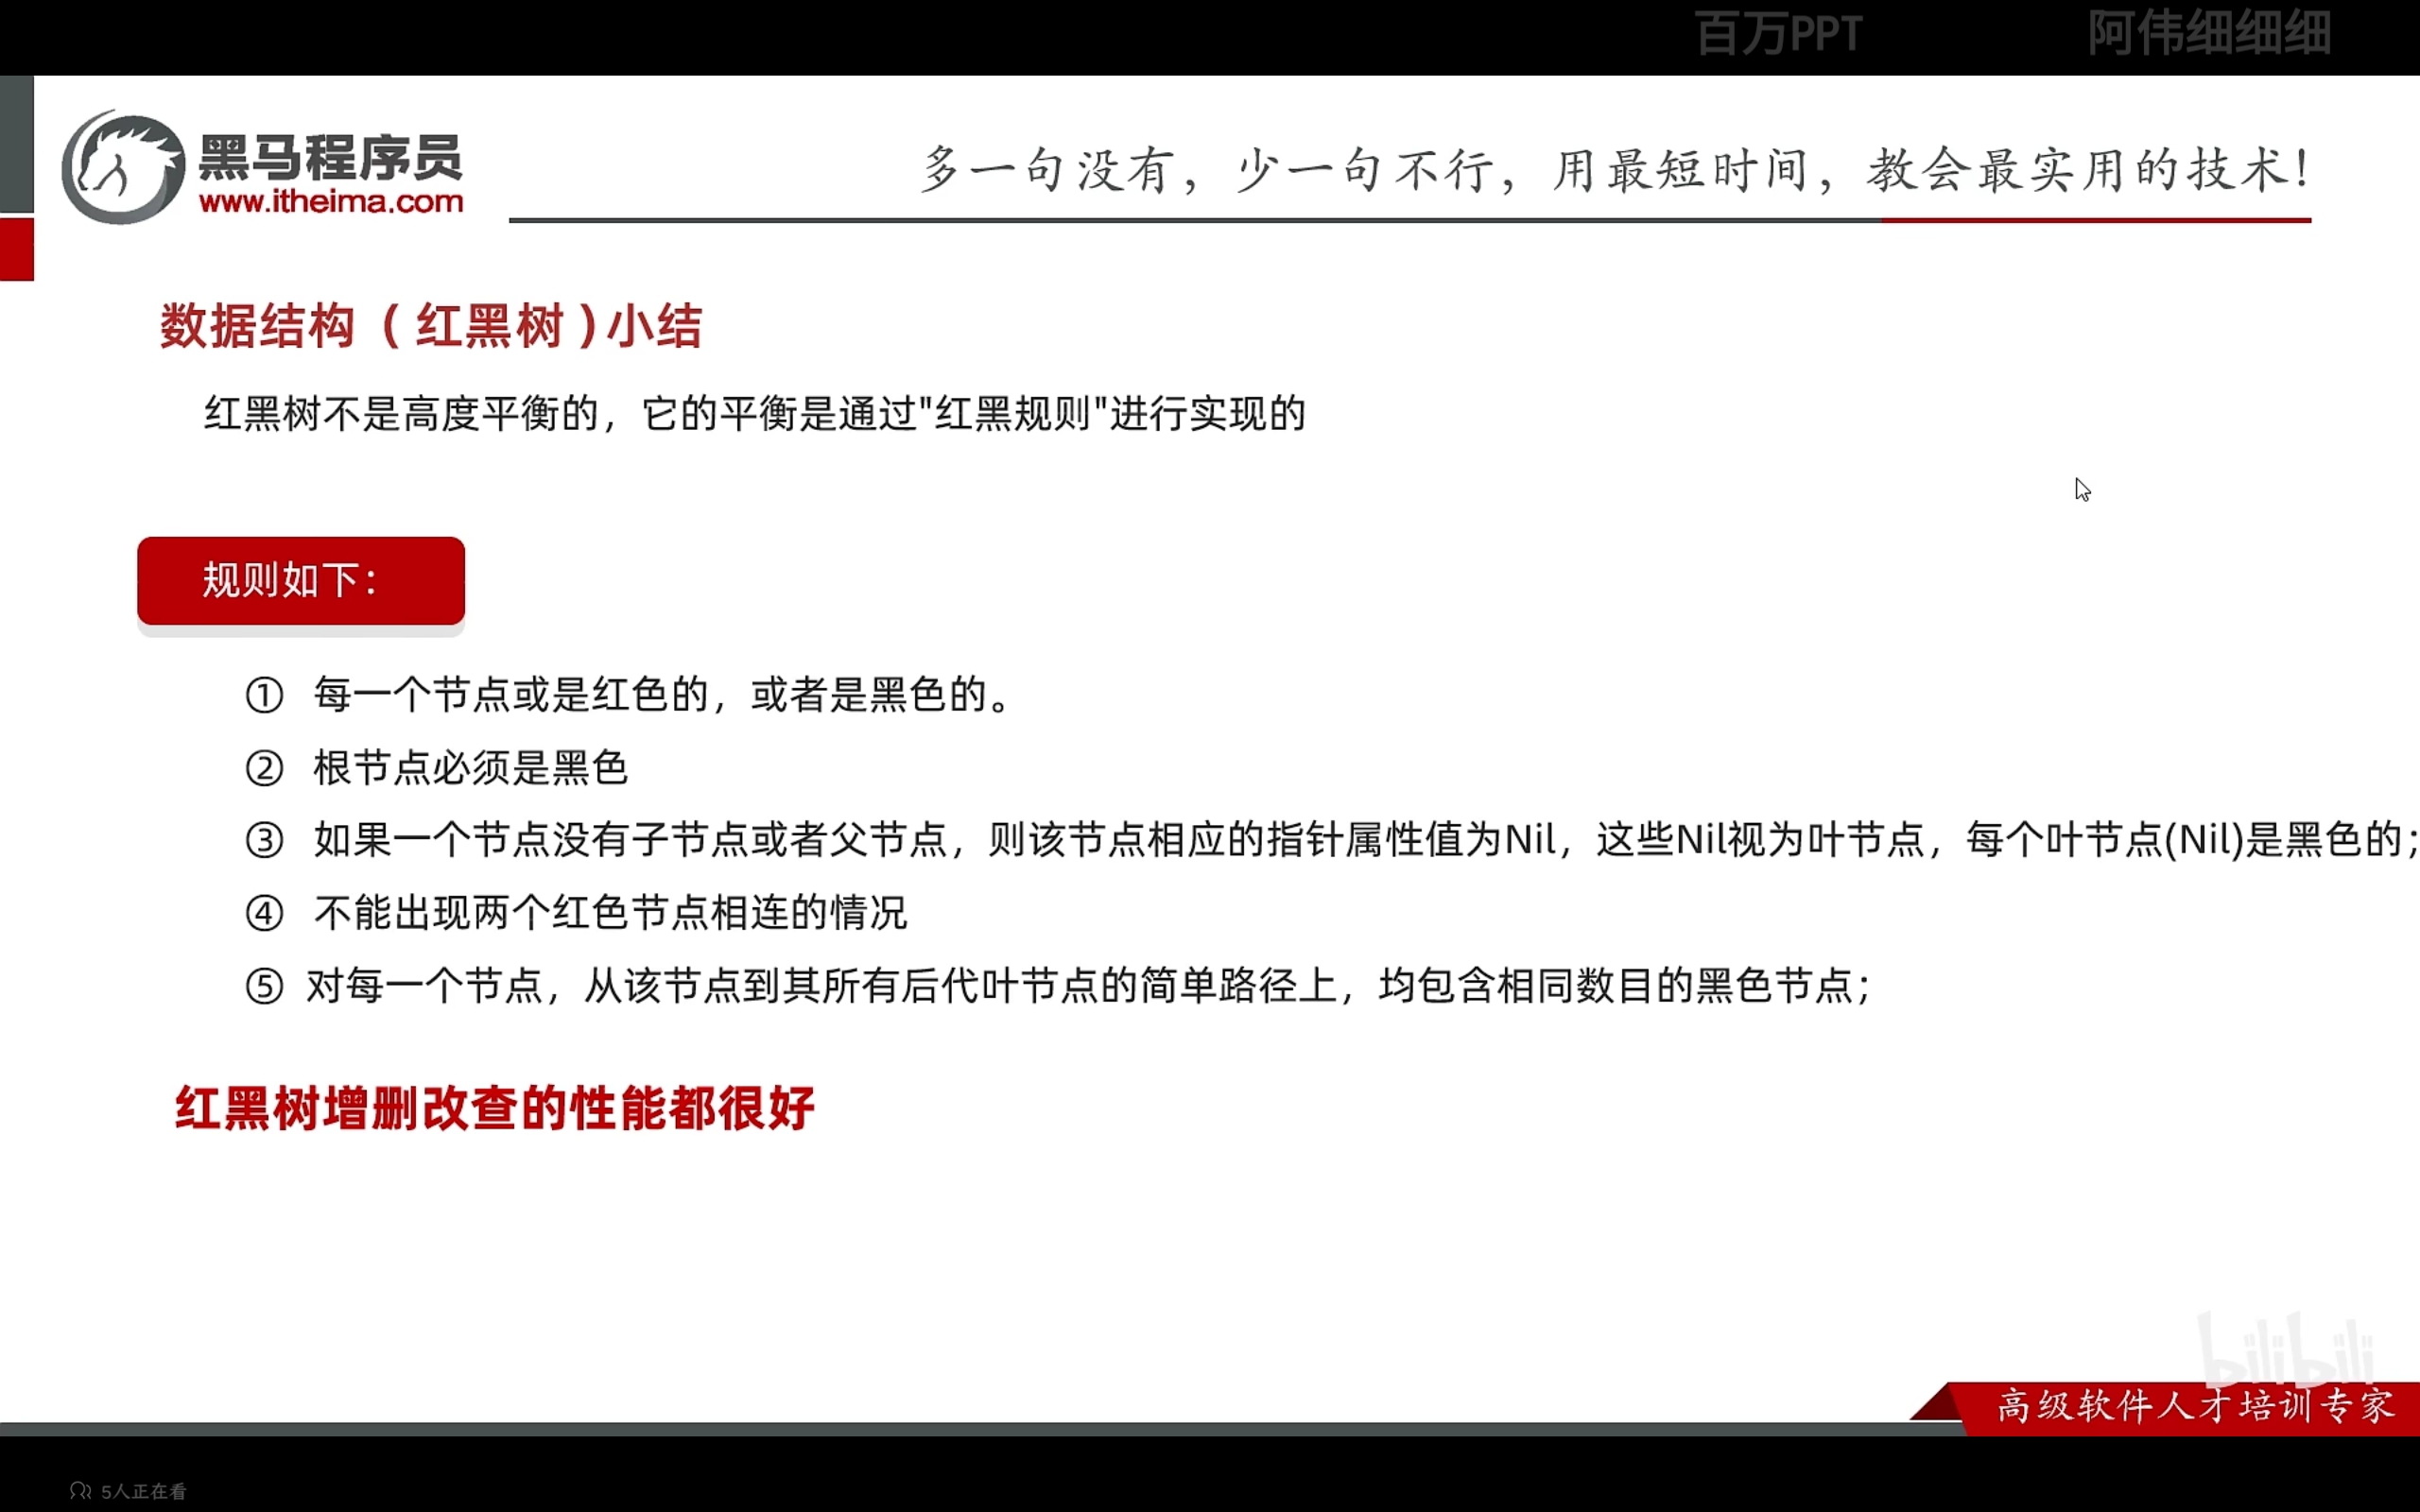 百万PPT 阿伟细细细
黑马程序员
www.itheima.com
多一句没有，少一句不行，用最短时间，教会最实用的技术！
数据结构（红黑树）小结
红黑树不是高度平衡的，它的平衡是通过"红黑规则"进行实现的
规则如下：
① 每一个节点或是红色的，或者是黑色的。
② 根节点必须是黑色
③ 如果一个节点没有子节点或者父节点，则该节点相应的指针属性值为Nil，这些Nil视为叶节点，每个叶节点(Nil)是黑色的；
④ 不能出现两个红色节点相连的情况
⑤ 对每一个节点，从该节点到其所有后代叶节点的简单路径上，均包含相同数目的黑色节点；
红黑树增删改查的性能都很好
bilibili
高级软件人才培训专家
5人正在看